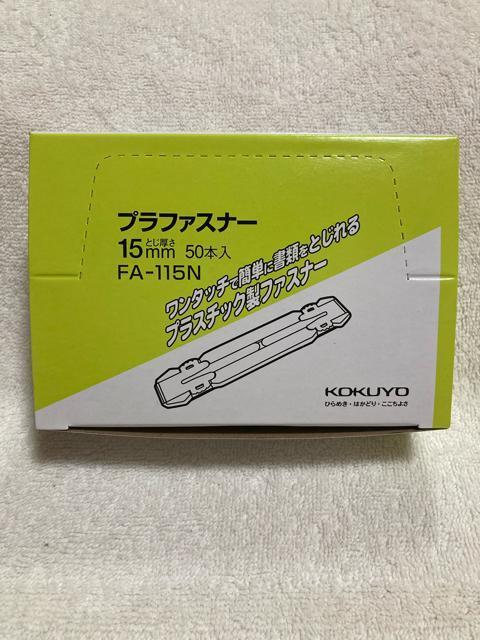 プラファスナー
とじ厚さ
15mm 50本入
FA-115N
ワンタッチで簡単に書類をとじれる
プラスチック製ファスナー
KOKUYO
ひらめき・はかどり・ここちよさ